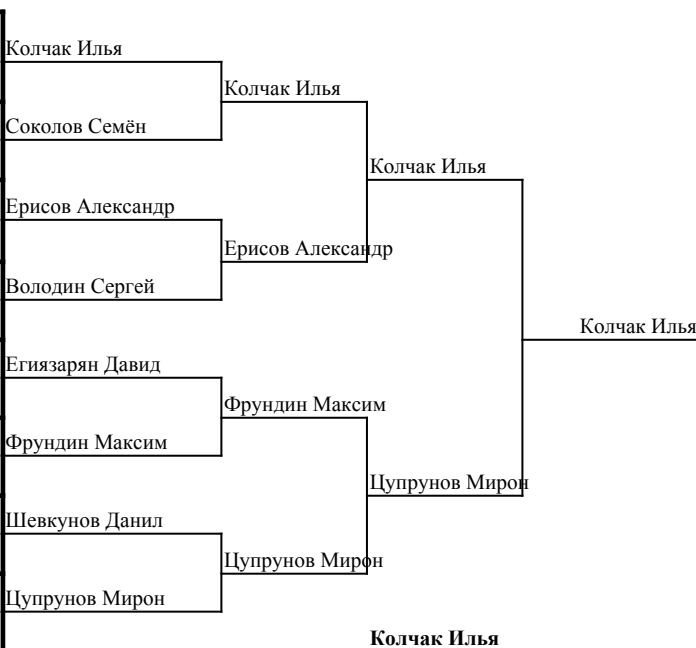 Колчак Илья
Колчак Илья
Соколов Семён
Колчак Илья
Ерисов Александр
Ерисов Александр
Володин Сергей
Колчак Илья
Егиязарян Давид
Фрундин Максим
Фрундин Максим
Цупрунов Мирон
Шевкунов Данил
Цупрунов Мирон
Цупрунов Мирон
Колчак Илья